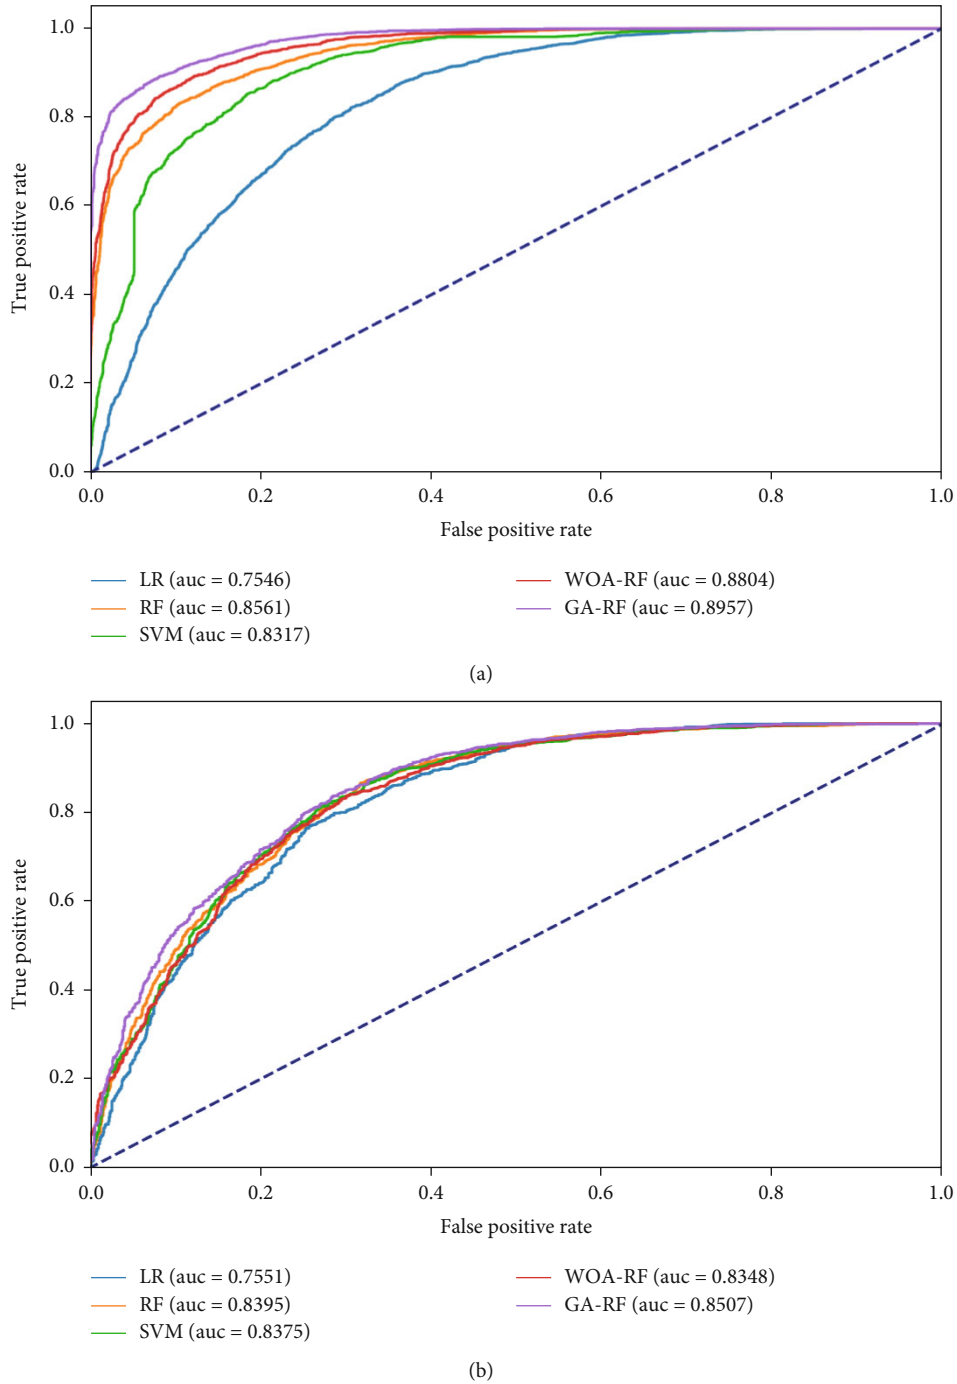 1.0
0.8
0.6
0.4
0.2
0.0
True positive rate
0.0 0.2 0.4 0.6 0.8 1.0
False positive rate
LR (auc = 0.7546)
RF (auc = 0.8561)
SVM (auc = 0.8317)
WOA-RF (auc = 0.8804)
GA-RF (auc = 0.8957)
(a)
1.0
0.8
0.6
0.4
0.2
0.0
True positive rate
0.0 0.2 0.4 0.6 0.8 1.0
False positive rate
LR (auc = 0.7551)
RF (auc = 0.8395)
SVM (auc = 0.8375)
WOA-RF (auc = 0.8348)
GA-RF (auc = 0.8507)
(b)